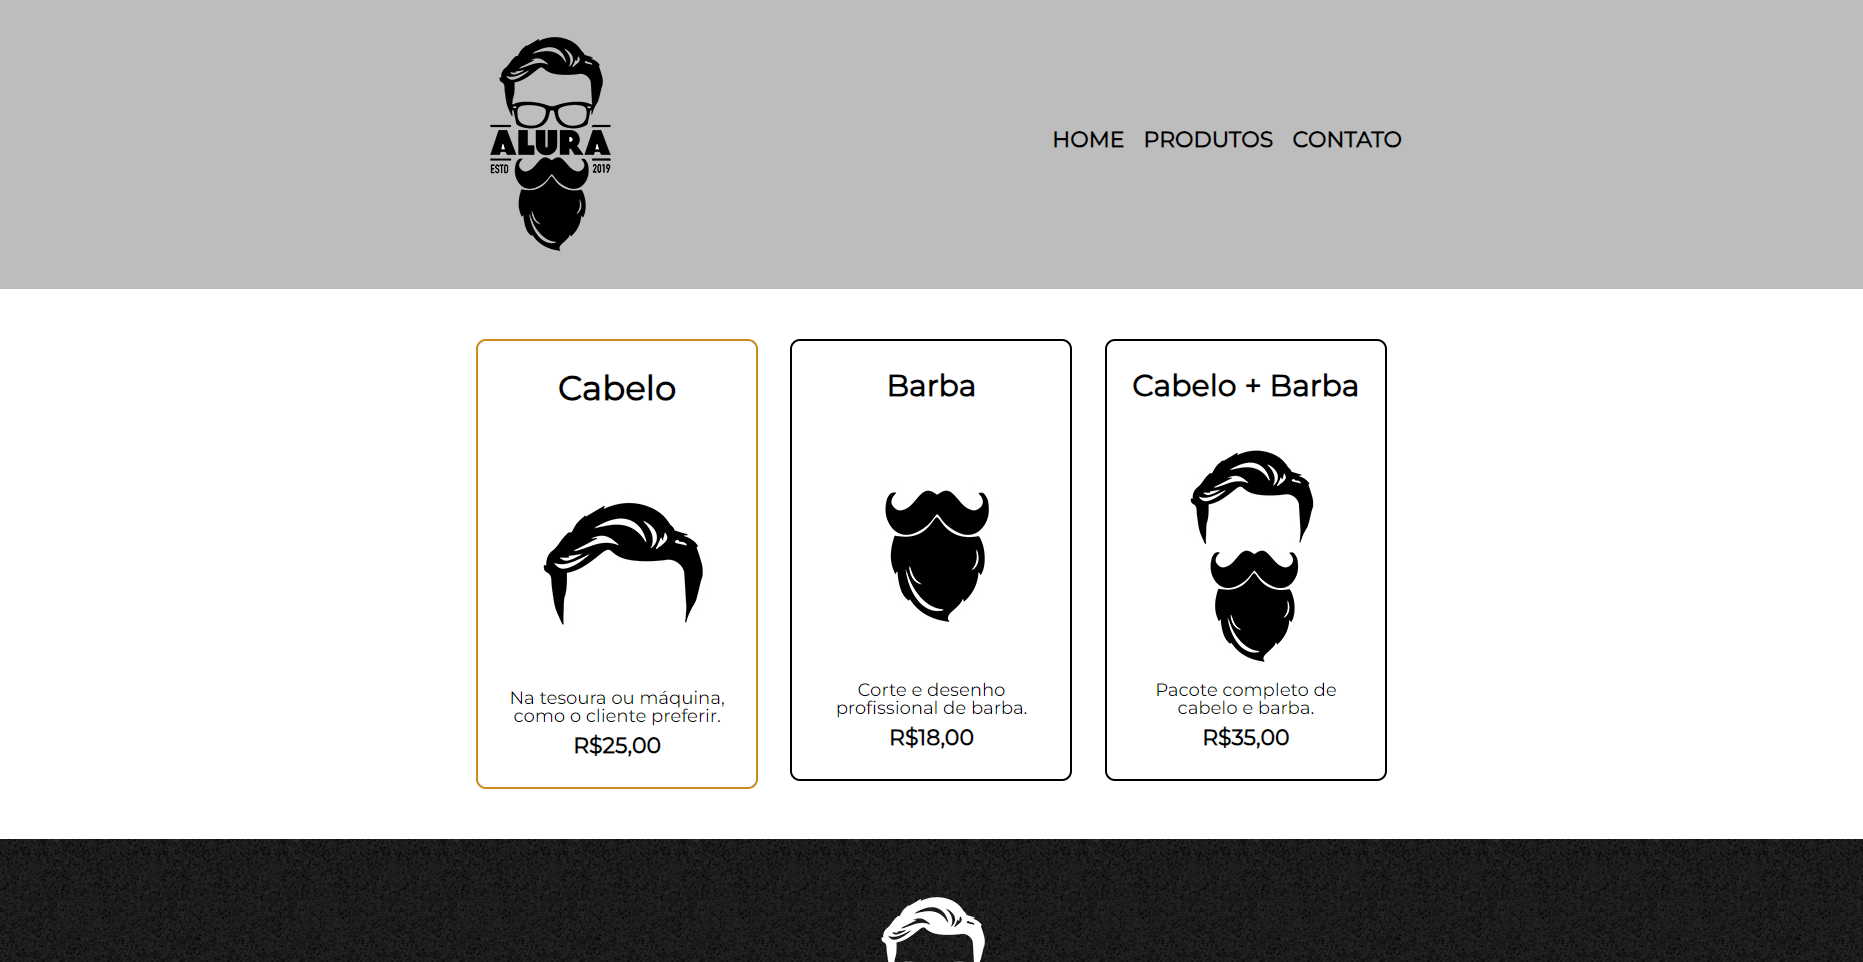 ALURA
ESTD 2019
HOME PRODUTOS CONTATO
Cabelo
Na tesoura ou máquina,
como o cliente preferir.
R$25,00
Barba
Corte e desenho
profissional de barba.
R$18,00
Cabelo + Barba
Pacote completo de
cabelo e barba.
R$35,00